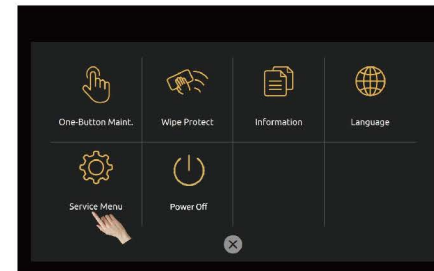 One-Button Maint.
Wipe Protect
Information
Language
Service Menu
Power Off